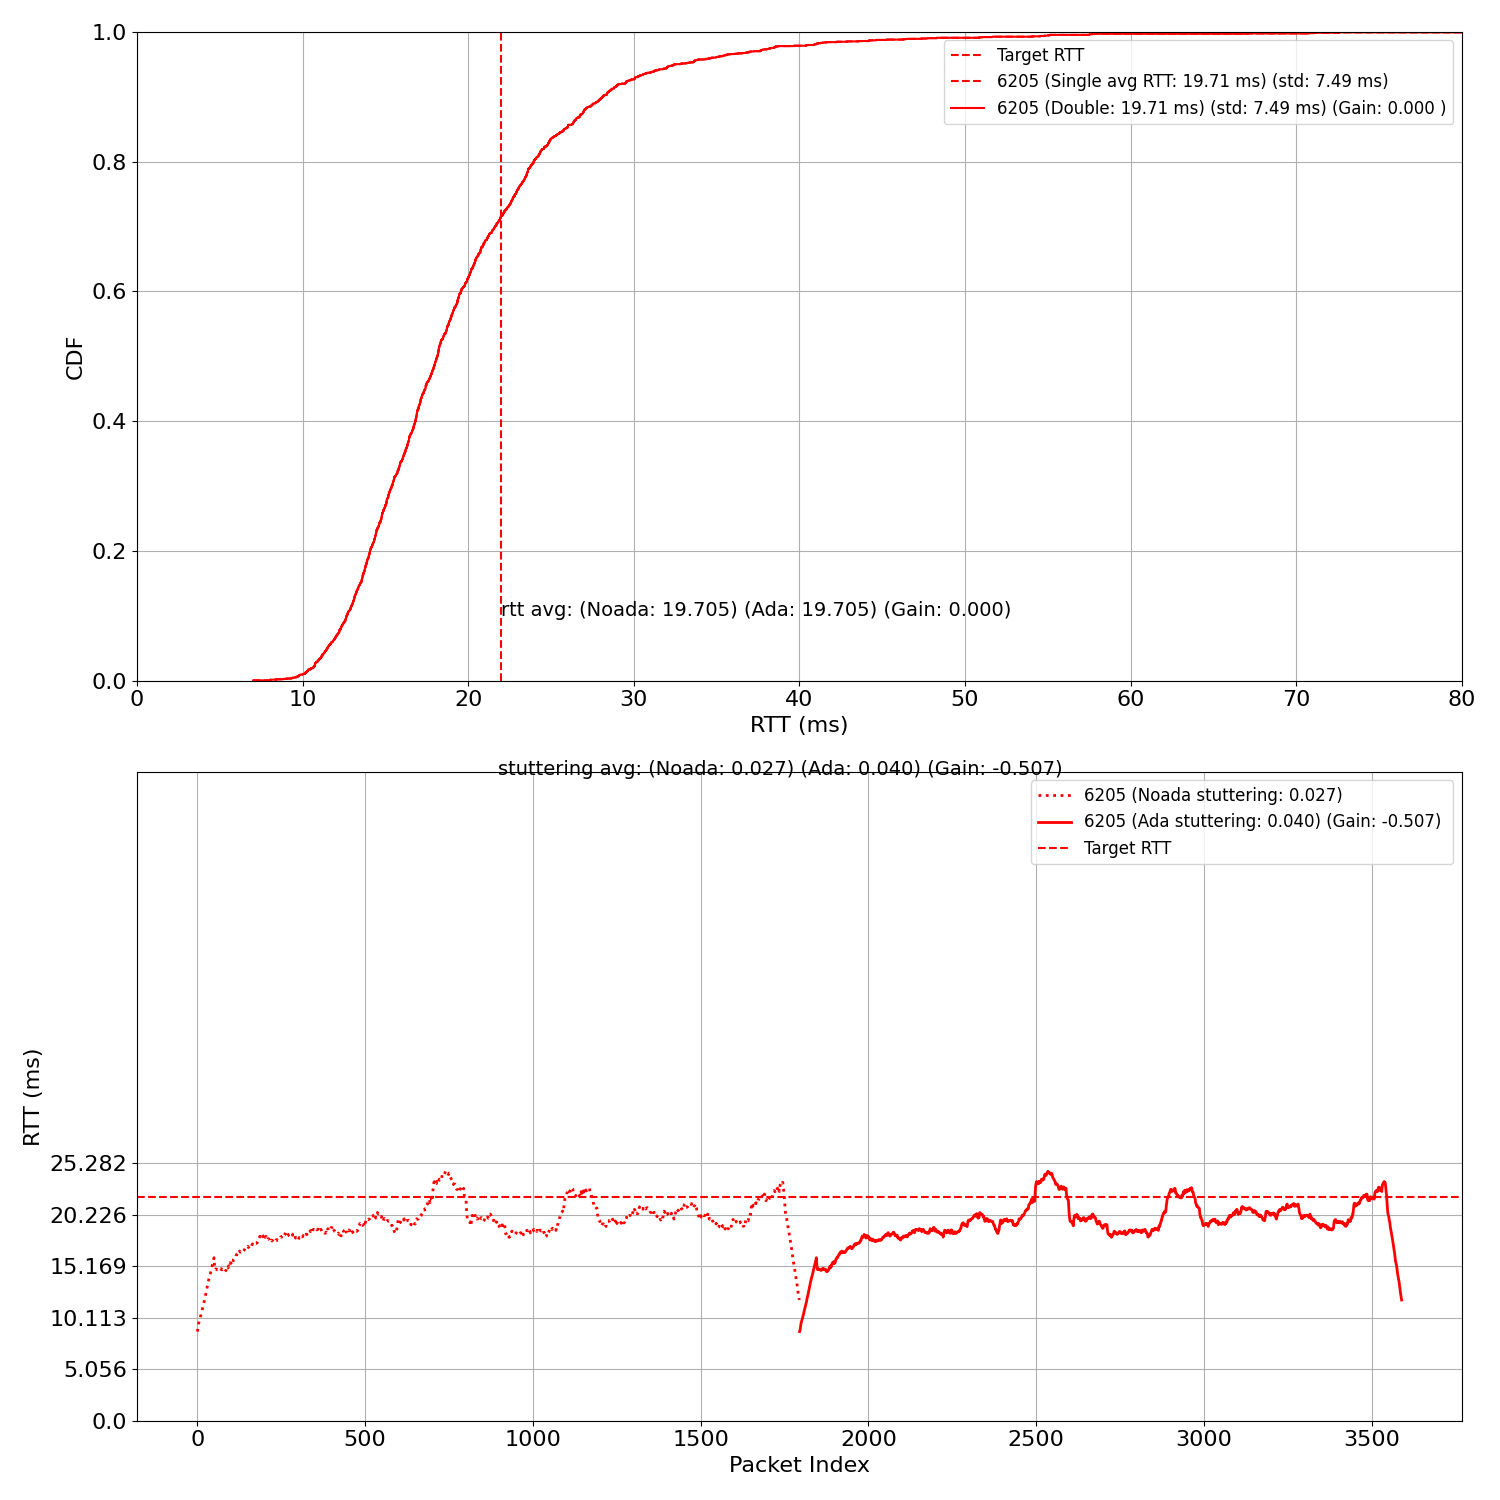 1.0
Target RTT
6205 (Single avg RTT: 19.71 ms) (std: 7.49 ms)
6205 (Double: 19.71 ms) (std: 7.49 ms) (Gain: 0.000 )
0.8
0.6
CDF
0.4
0.2
rtt avg: (Noada: 19.705) (Ada: 19.705) (Gain: 0.000)
0.0
0 10 20 30 40 50 60 70 80
RTT (ms)
stuttering avg: (Noada: 0.027) (Ada: 0.040) (Gain: -0.507)
6205 (Noada stuttering: 0.027)
6205 (Ada stuttering: 0.040) (Gain: -0.507)
Target RTT
RTT (ms)
25.282
20.226
15.169
10.113
5.056
0.0
0 500 1000 1500 2000 2500 3000 3500
Packet Index